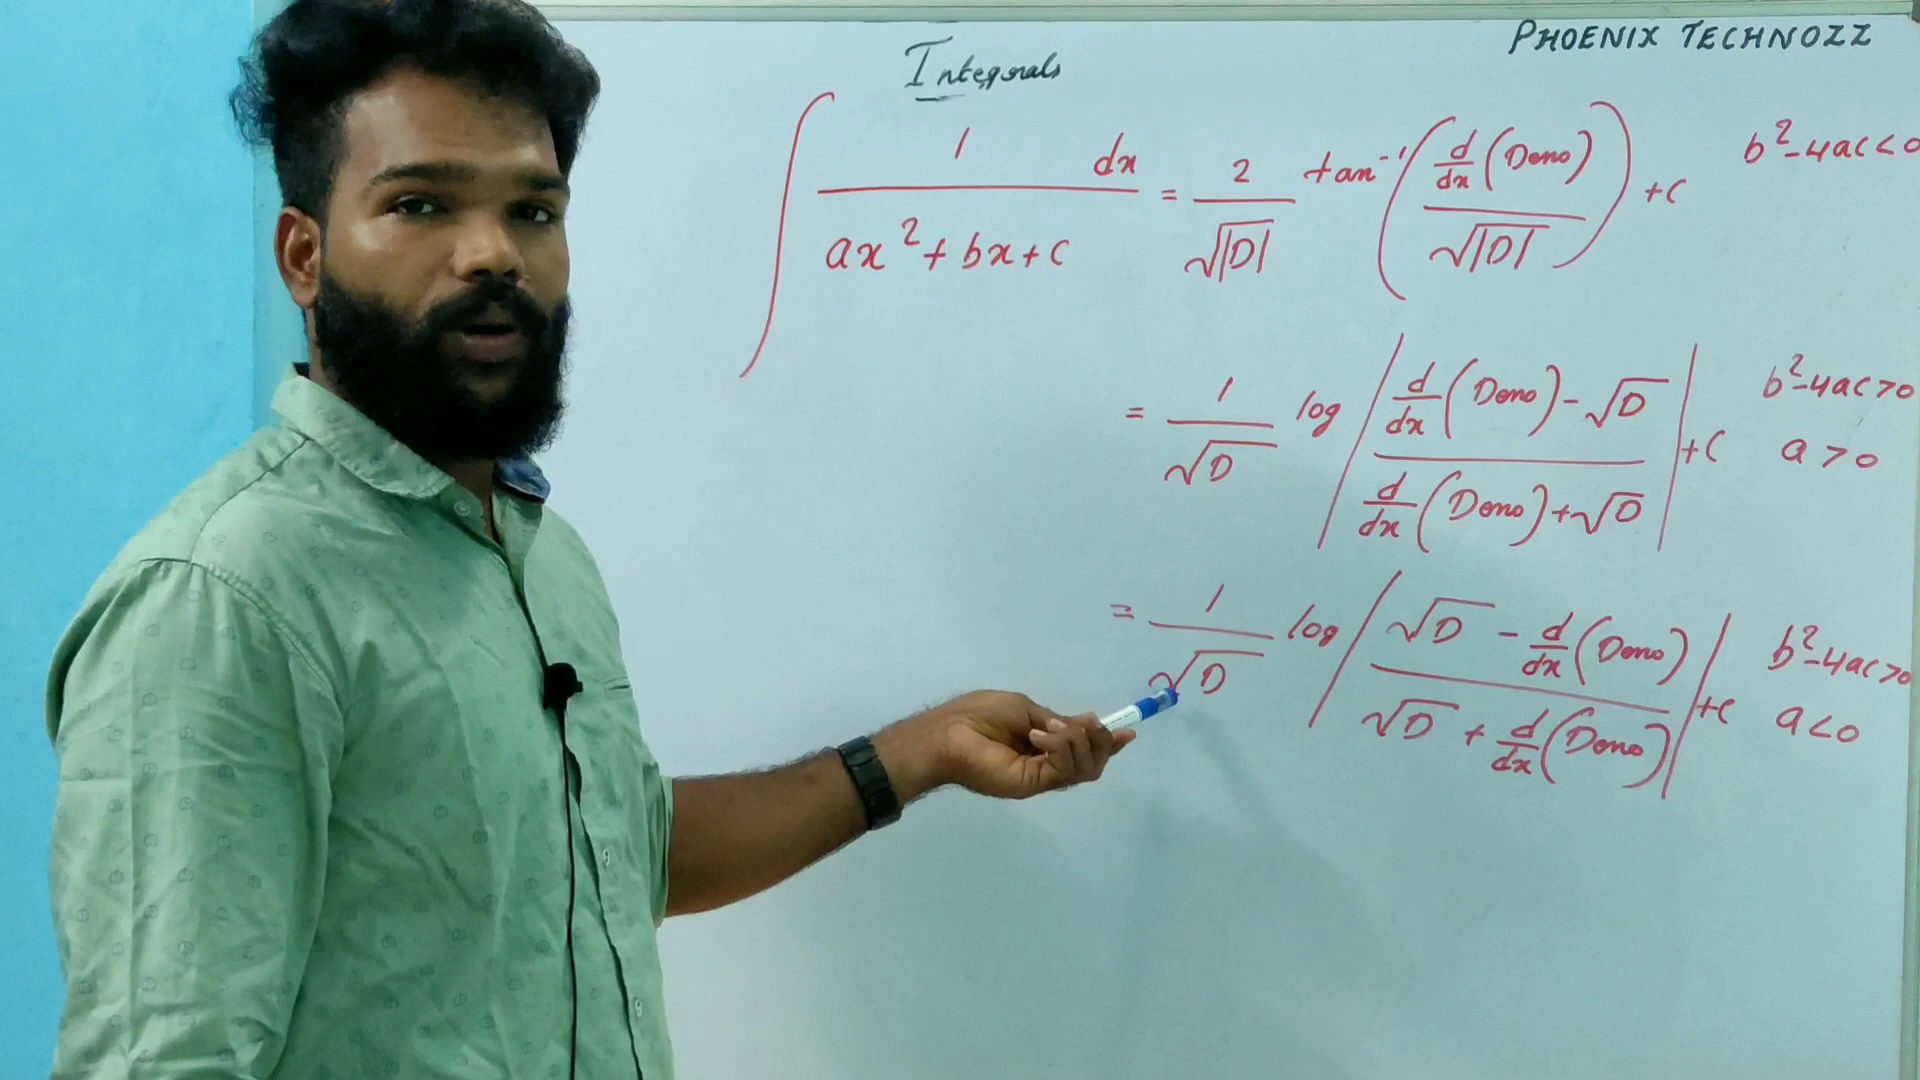 PHOENIX TECHNOZZ
Integrals
∫ 1/(ax² + bx + c) dx = 2/√|D| tan⁻¹( d/dx (Deno) / √|D| ) + c    b² - 4ac < 0
= 1/√D log | (d/dx (Deno) - √D) / (d/dx (Deno) + √D) | + c    b² - 4ac > 0    a > 0
= 1/√D log | (√D - d/dx (Deno)) / (√D + d/dx (Deno)) | + c    b² - 4ac > 0    a < 0